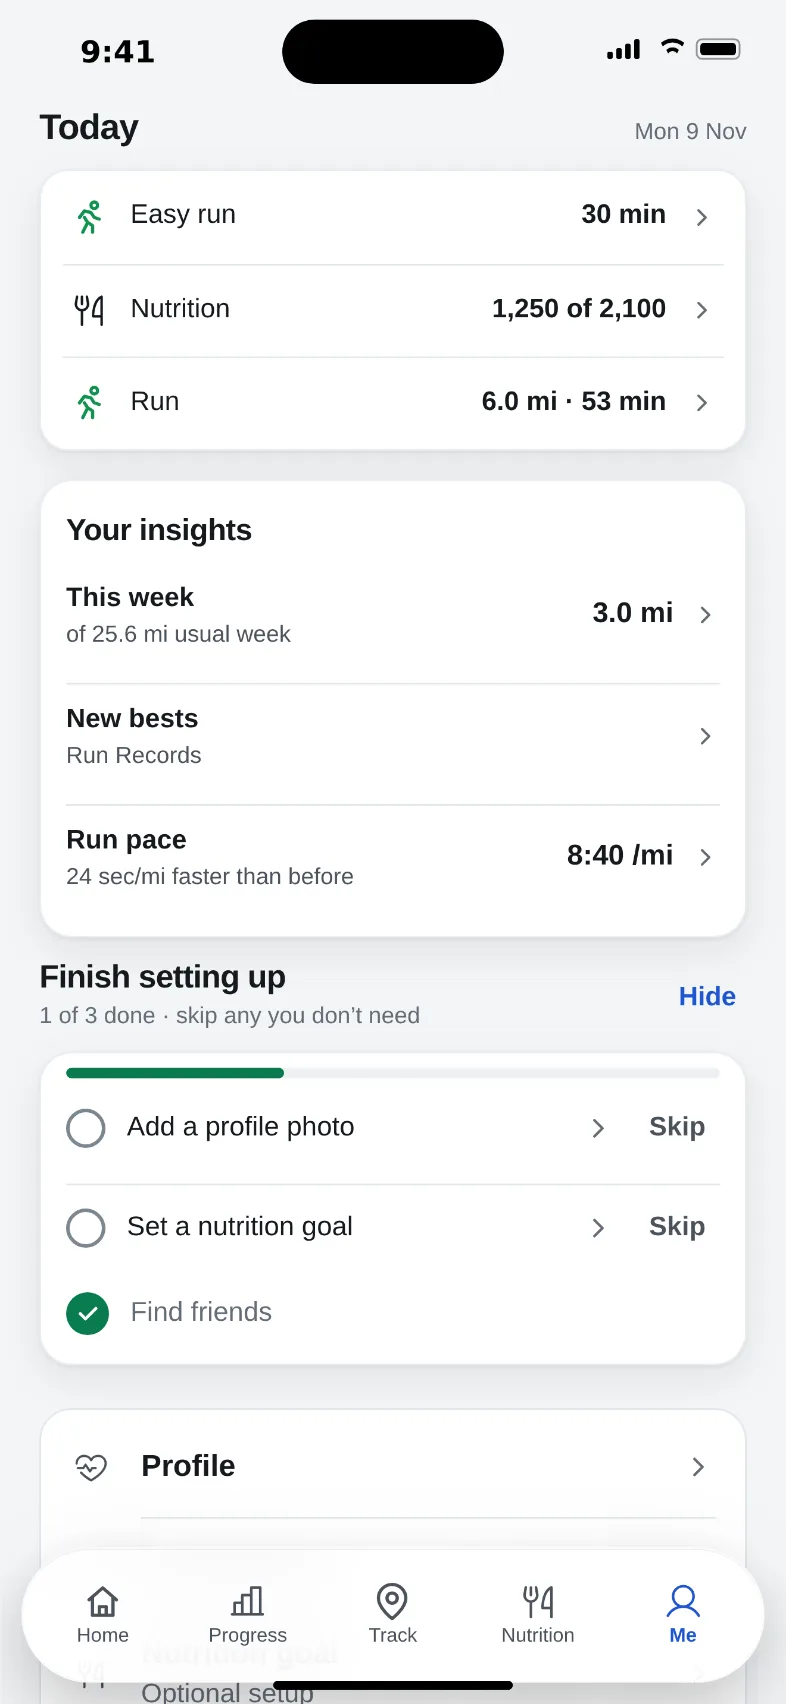 9:41
Today
Mon 9 Nov
Easy run
30 min
Nutrition
1,250 of 2,100
Run
6.0 mi · 53 min
Your insights
This week
of 25.6 mi usual week
3.0 mi
New bests
Run Records
Run pace
24 sec/mi faster than before
8:40 /mi
Finish setting up
1 of 3 done · skip any you don’t need
Hide
Add a profile photo
Skip
Set a nutrition goal
Skip
Find friends
Profile
Home
Progress
Track
Nutrition
Me
Nutrition goal
Optional setup